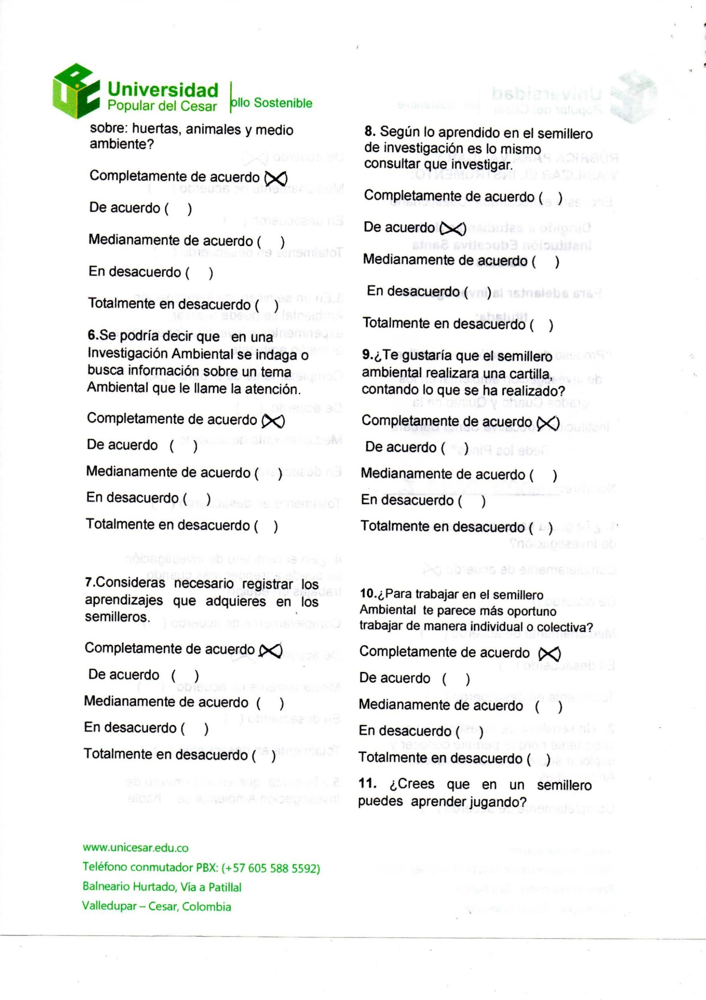 UPC
Universidad
Popular del Cesar
ollo Sostenible
sobre: huertas, animales y medio
ambiente?
Completamente de acuerdo (X)
De acuerdo ( )
Medianamente de acuerdo ( )
En desacuerdo ( )
Totalmente en desacuerdo ( )
6.Se podría decir que en una
Investigación Ambiental se indaga o
busca información sobre un tema
Ambiental que le llame la atención.
Completamente de acuerdo (X)
De acuerdo ( )
Medianamente de acuerdo ( )
En desacuerdo ( )
Totalmente en desacuerdo ( )
7.Consideras necesario registrar los
aprendizajes que adquieres en los
semilleros.
Completamente de acuerdo (X)
De acuerdo ( )
Medianamente de acuerdo ( )
En desacuerdo ( )
Totalmente en desacuerdo ( )
8. Según lo aprendido en el semillero
de investigación es lo mismo
consultar que investigar.
Completamente de acuerdo ( )
De acuerdo (X)
Medianamente de acuerdo ( )
En desacuerdo ( )
Totalmente en desacuerdo ( )
9.¿Te gustaría que el semillero
ambiental realizara una cartilla,
contando lo que se ha realizado?
Completamente de acuerdo (X)
De acuerdo ( )
Medianamente de acuerdo ( )
En desacuerdo ( )
Totalmente en desacuerdo ( )
10.¿Para trabajar en el semillero
Ambiental te parece más oportuno
trabajar de manera individual o colectiva?
Completamente de acuerdo (X)
De acuerdo ( )
Medianamente de acuerdo ( )
En desacuerdo ( )
Totalmente en desacuerdo ( )
11. ¿Crees que en un semillero
puedes aprender jugando?
www.unicesar.edu.co
Teléfono conmutador PBX: (+57 605 588 5592)
Balneario Hurtado, Vía a Patillal
Valledupar – Cesar, Colombia